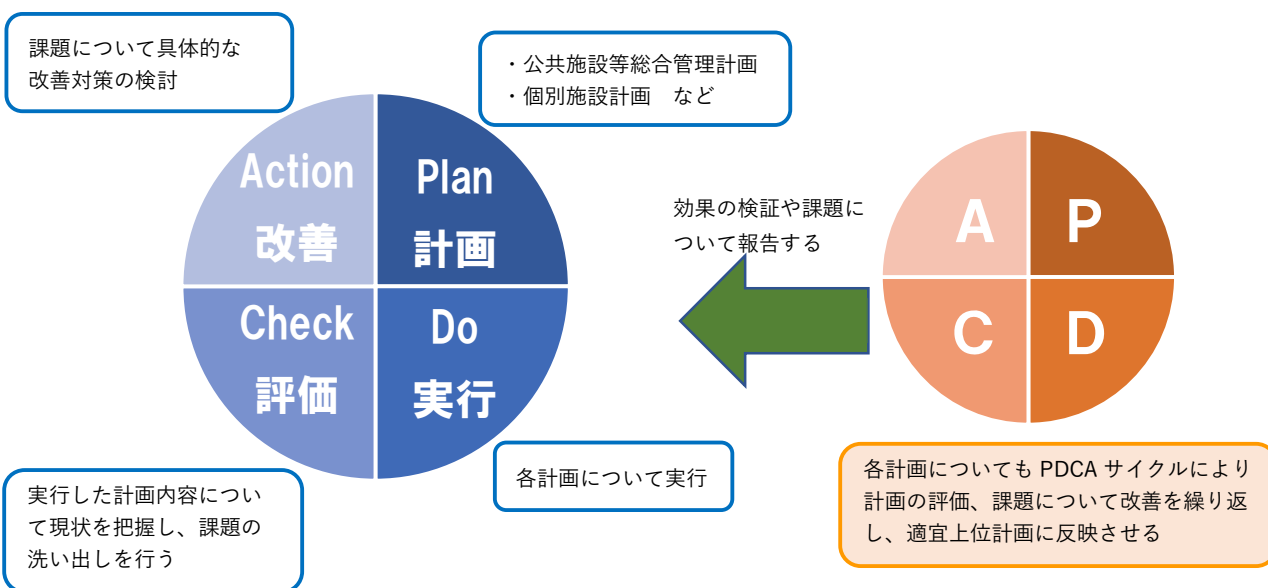 課題について具体的な
改善対策の検討
・公共施設等総合管理計画
・個別施設計画　など
Action
改善
Plan
計画
Check
評価
Do
実行
実行した計画内容につい
て現状を把握し、課題の
洗い出しを行う
各計画について実行
効果の検証や課題に
ついて報告する
A
P
C
D
各計画についても PDCA サイクルにより
計画の評価、課題について改善を繰り返
し、適宜上位計画に反映させる